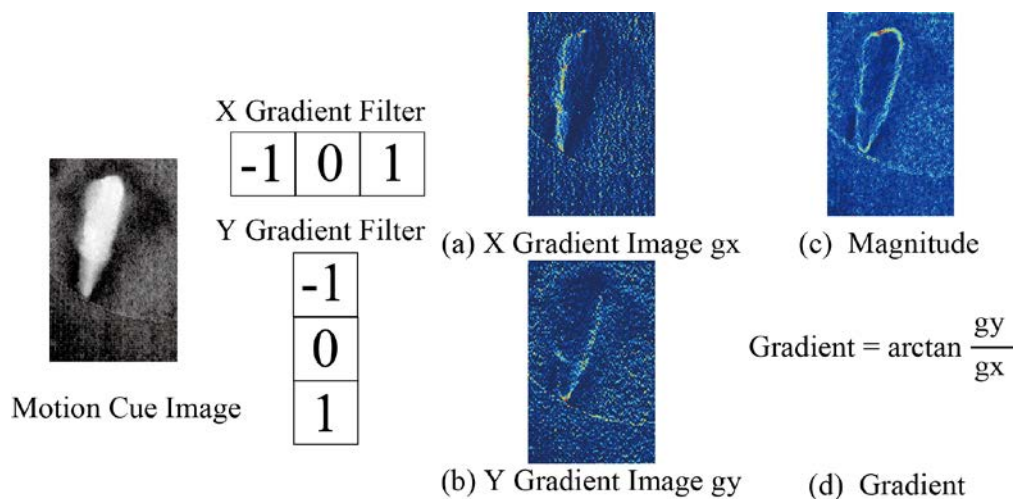 Motion Cue Image
X Gradient Filter
-1 0 1
Y Gradient Filter
-1
0
1
(a) X Gradient Image gx
(b) Y Gradient Image gy
(c) Magnitude
Gradient = arctan gy
gx
(d) Gradient